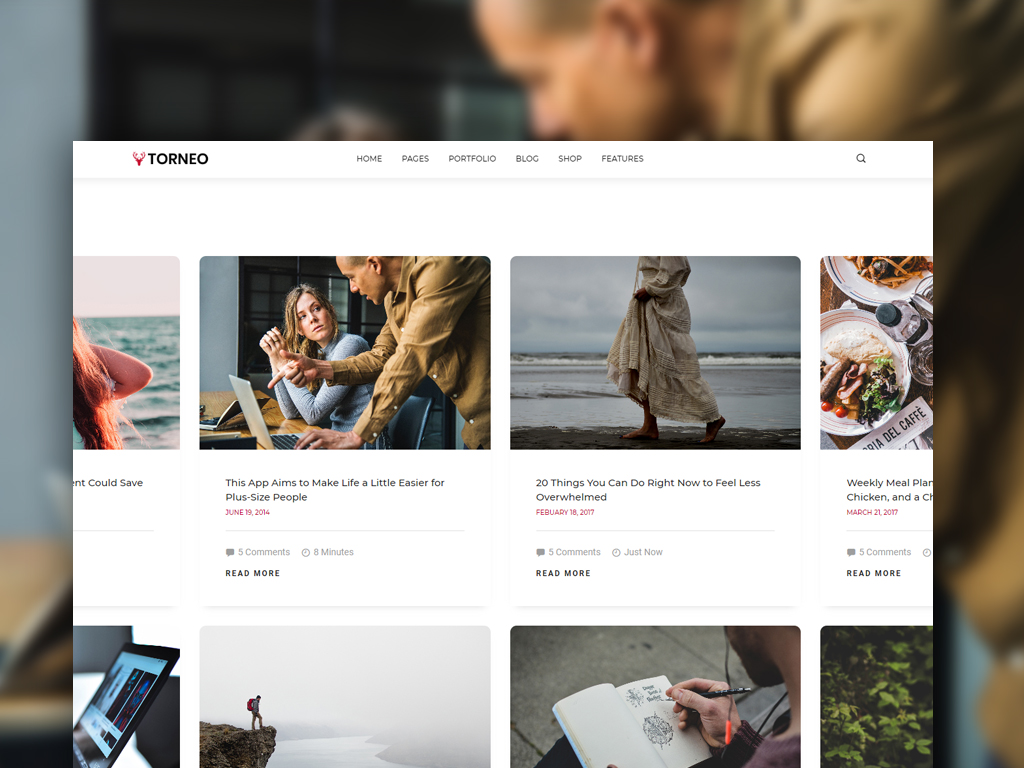 TORNEO
HOME PAGES PORTFOLIO BLOG SHOP FEATURES
ent Could Save
This App Aims to Make Life a Little Easier for
Plus-Size People
JUNE 19, 2014
5 Comments 8 Minutes
READ MORE
20 Things You Can Do Right Now to Feel Less
Overwhelmed
FEBUARY 18, 2017
5 Comments Just Now
READ MORE
Weekly Meal Plan
Chicken, and a Ch
MARCH 21, 2017
5 Comments
READ MORE
RIA DEL CAFFÈ